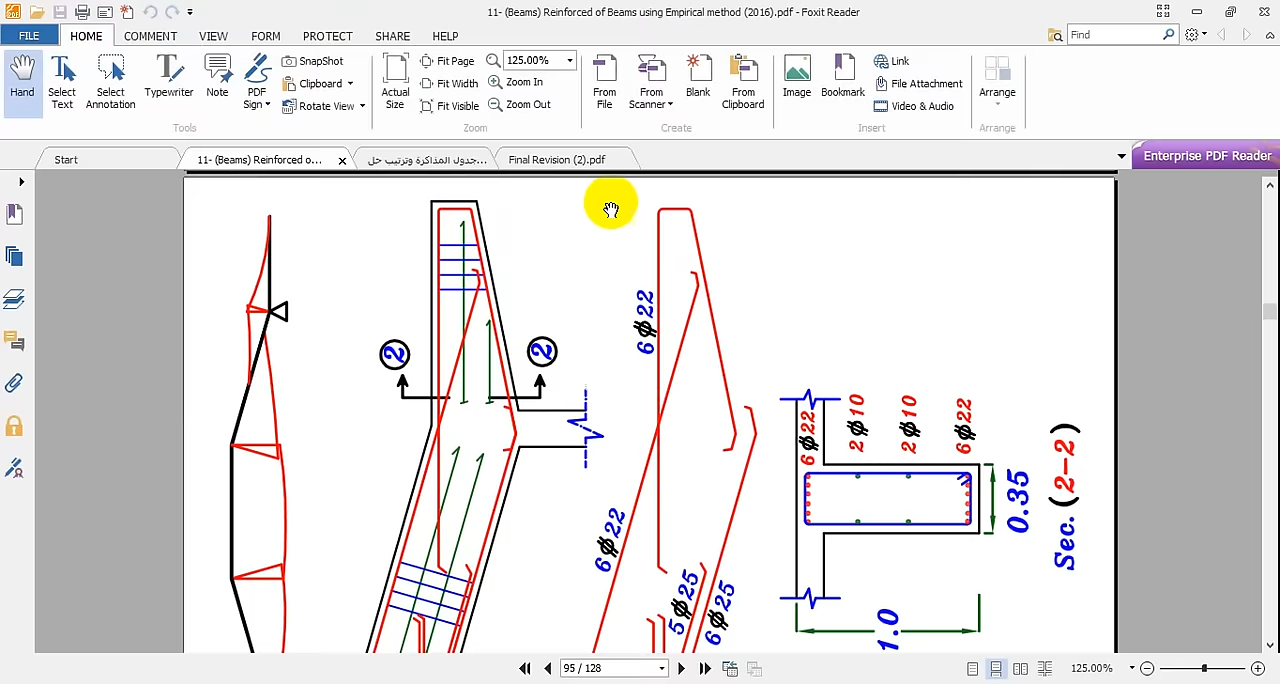 11- (Beams) Reinforced of Beams using Empirical method (2016).pdf - Foxit Reader
FILE HOME COMMENT VIEW FORM PROTECT SHARE HELP Find
Hand
Select Text
Select Annotation
Typewriter
Note
PDF Sign
SnapShot
Clipboard
Rotate View
Tools
Actual Size
Fit Page
Fit Width
Fit Visible
125.00%
Zoom In
Zoom Out
Zoom
From File
From Scanner
Blank
From Clipboard
Create
Image
Bookmark
Link
File Attachment
Video & Audio
Insert
Arrange
Arrange
Start
11- (Beams) Reinforced o...
جدول المذاكرة وترتيب حل...
Final Revision (2).pdf
Enterprise PDF Reader
2
2
6ϕ22
6ϕ22
5ϕ25
6ϕ25
6ϕ22
2ϕ10
2ϕ10
6ϕ22
0.35
Sec. (2-2)
1.0
95 / 128
125.00%